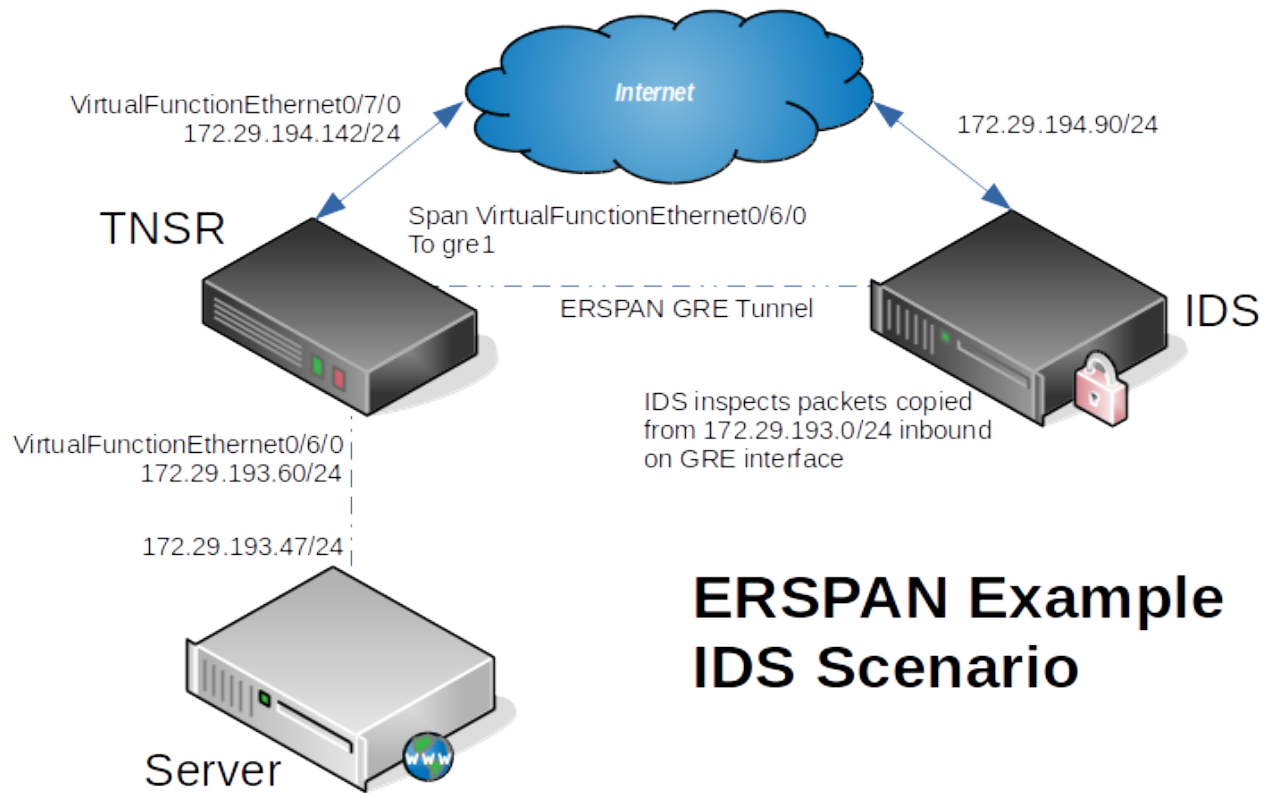 Internet
VirtualFunctionEthernet0/7/0
172.29.194.142/24
172.29.194.90/24
TNSR
Span VirtualFunctionEthernet0/6/0
To gre1
ERSPAN GRE Tunnel
IDS
IDS inspects packets copied
from 172.29.193.0/24 inbound
on GRE interface
VirtualFunctionEthernet0/6/0
172.29.193.60/24
172.29.193.47/24
ERSPAN Example
IDS Scenario
Server
www